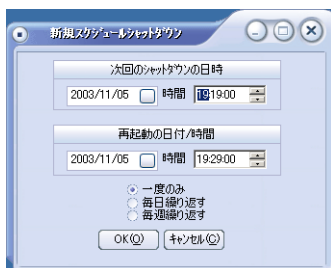 新規スケジュールシャットダウン
次回のシャットダウンの日時
2003/11/05 時間 19:19:00
再起動の日付/時間
2003/11/05 時間 19:29:00
一度のみ
毎日繰り返す
毎週繰り返す
OK(O) キャンセル(C)